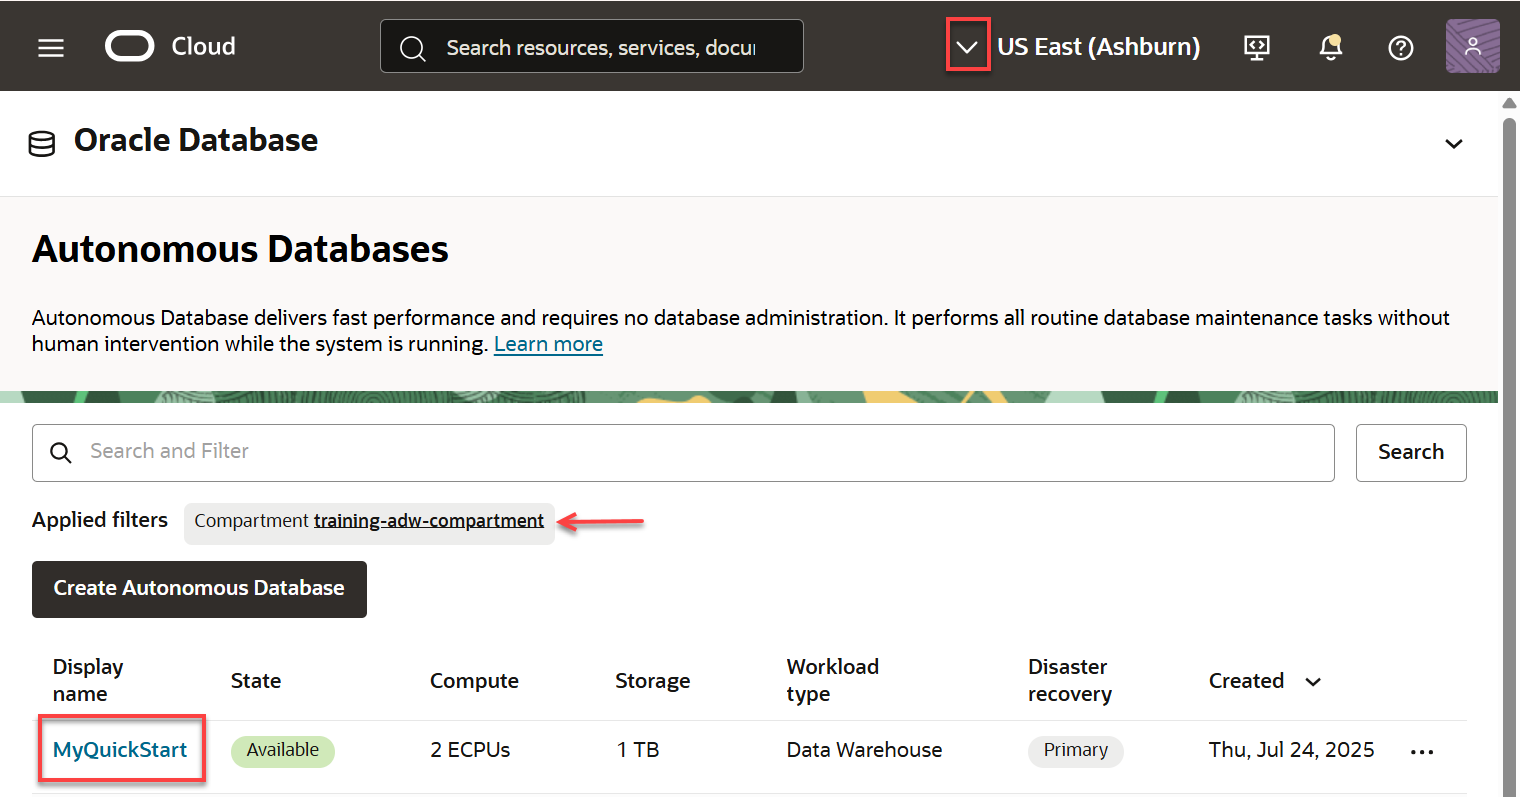 Cloud
Search resources, services, docu
US East (Ashburn)
Oracle Database
Autonomous Databases
Autonomous Database delivers fast performance and requires no database administration. It performs all routine database maintenance tasks without
human intervention while the system is running. Learn more
Search and Filter
Search
Applied filters
Compartment training-adw-compartment
Create Autonomous Database
Display name
State
Compute
Storage
Workload type
Disaster recovery
Created
MyQuickStart
Available
2 ECPUs
1 TB
Data Warehouse
Primary
Thu, Jul 24, 2025